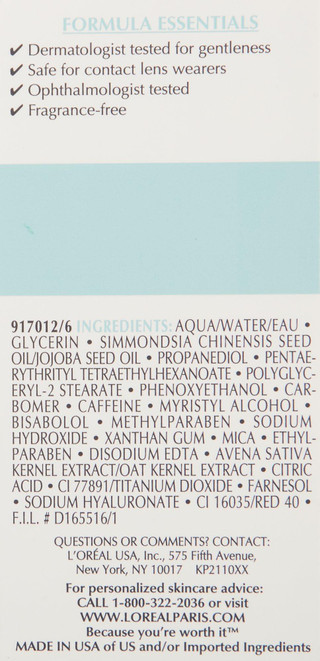 FORMULA ESSENTIALS
✔ Dermatologist tested for gentleness
✔ Safe for contact lens wearers
✔ Ophthalmologist tested
✔ Fragrance-free
917012/6 INGREDIENTS: AQUA/WATER/EAU •
GLYCERIN • SIMMONDSIA CHINENSIS SEED
OIL/JOJOBA SEED OIL • PROPANEDIOL • PENTAE-
RYTHRITYL TETRAETHYLHEXANOATE • POLYGLYC-
ERYL-2 STEARATE • PHENOXYETHANOL • CAR-
BOMER • CAFFEINE • MYRISTYL ALCOHOL •
BISABOLOL • METHYLPARABEN • SODIUM
HYDROXIDE • XANTHAN GUM • MICA • ETHYL-
PARABEN • DISODIUM EDTA • AVENA SATIVA
KERNEL EXTRACT/OAT KERNEL EXTRACT • CITRIC
ACID • CI 77891/TITANIUM DIOXIDE • FARNESOL
• SODIUM HYALURONATE • CI 16035/RED 40 •
F.I.L. # D165516/1
QUESTIONS OR COMMENTS? CONTACT:
L'ORÉAL USA, Inc., 575 Fifth Avenue,
New York, NY 10017 KP2110XX
For personalized skincare advice:
CALL 1-800-322-2036 or visit
WWW.LOREALPARIS.COM
Because you're worth it™
MADE IN USA of US and/or Imported Ingredients